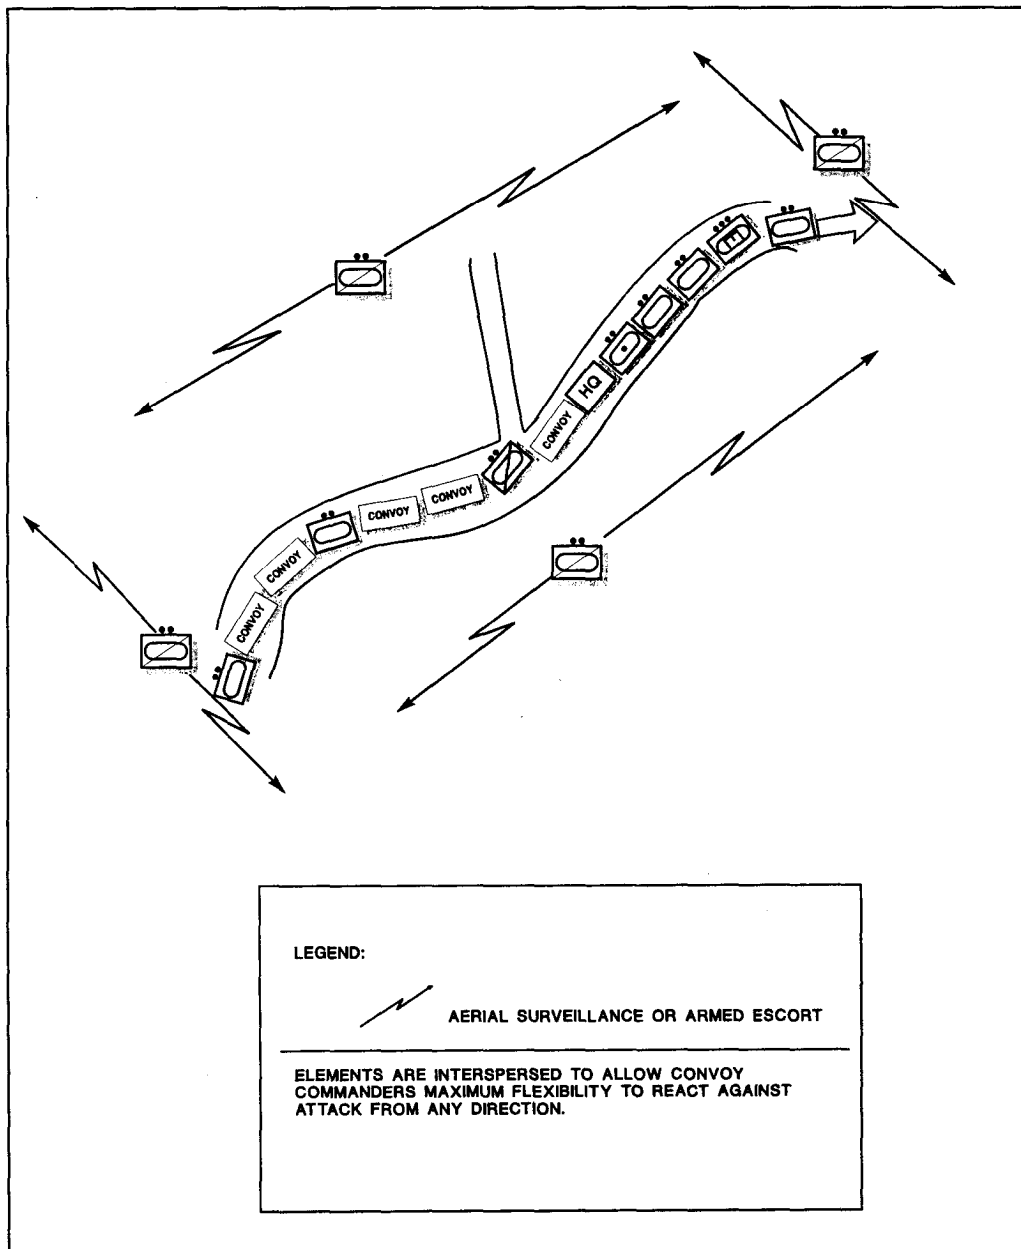 E
HQ
CONVOY
CONVOY
CONVOY
CONVOY
CONVOY
LEGEND:
AERIAL SURVEILLANCE OR ARMED ESCORT
ELEMENTS ARE INTERSPERSED TO ALLOW CONVOY
COMMANDERS MAXIMUM FLEXIBILITY TO REACT AGAINST
ATTACK FROM ANY DIRECTION.